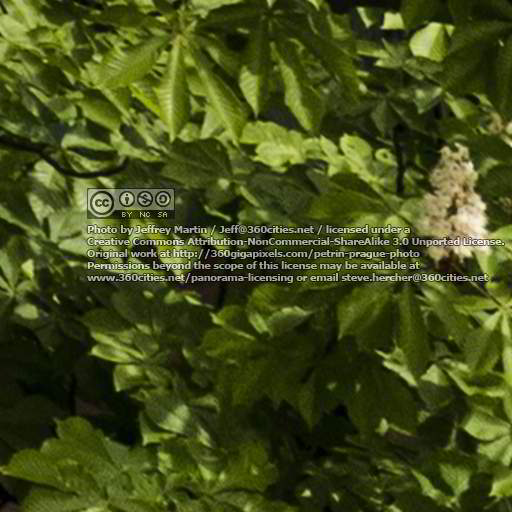 cc
BY NC SA
Photo by Jeffrey Martin / Jeff@360cities.net / licensed under a
Creative Commons Attribution-NonCommercial-ShareAlike 3.0 Unported License.
Original work at http://360gigapixels.com/petrin-prague-photo
Permissions beyond the scope of this license may be available at
www.360cities.net/panorama-licensing or email steve.hercher@360cities.net